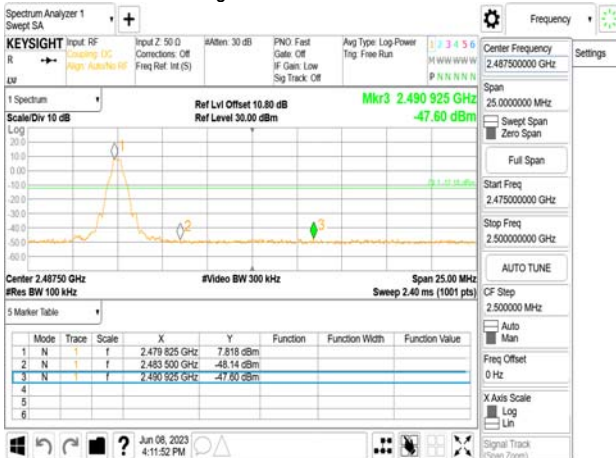 Spectrum Analyzer 1
Swept SA
Frequency
KEYSIGHT
Input: RF
Coupling: DC
Align: Auto/No RF
Input Z: 50 Ω
Corrections: Off
Freq Ref: Int (S)
#Atten: 30 dB
PNO: Fast
Gate: Off
IF Gain: Low
Sig Track: Off
Avg Type: Log-Power
Trig: Free Run
1 2 3 4 5 6
M W W W W W
P N N N N N
R
LXI
1 Spectrum
Scale/Div 10 dB
Ref Lvl Offset 10.80 dB
Ref Level 30.00 dBm
Mkr3 2.490 925 GHz
-47.60 dBm
Log
20.0
10.0
0.00
-10.0
-20.0
-30.0
-40.0
-50.0
-60.0
1
2
3
Center 2.48750 GHz
#Res BW 100 kHz
#Video BW 300 kHz
Span 25.00 MHz
Sweep 2.40 ms (1001 pts)
5 Marker Table
Mode Trace Scale X Y Function Function Width Function Value
1 N 1 f 2.479 825 GHz 7.818 dBm
2 N 1 f 2.483 500 GHz -48.14 dBm
3 N 1 f 2.490 925 GHz -47.60 dBm
4
5
6
?
Jun 08, 2023
4:11:52 PM
Center Frequency
2.487500000 GHz
Settings
Span
25.0000000 MHz
Swept Span
Zero Span
Full Span
Start Freq
2.475000000 GHz
Stop Freq
2.500000000 GHz
AUTO TUNE
CF Step
2.500000 MHz
Auto
Man
Freq Offset
0 Hz
X Axis Scale
Log
Lin
Signal Track
(Span Zoom)